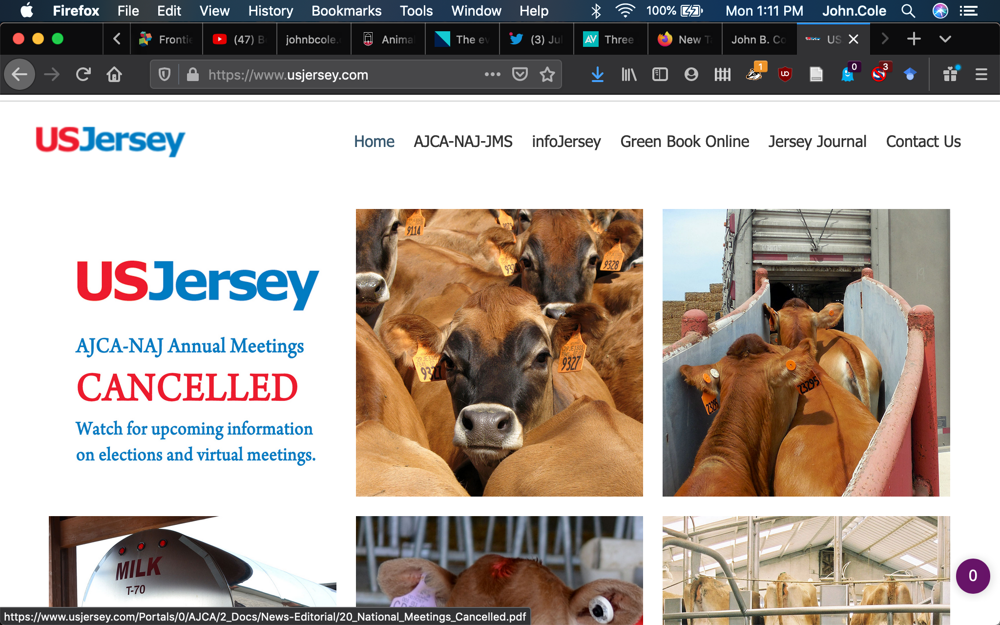 Firefox File Edit View History Bookmarks Tools Window Help 100% Mon 1:11 PM John.Cole
Frontie (47) B johnbcole. Animal The ev (3) Jul AV Three New T John B. Co US
https://www.usjersey.com 1 0 3
USJersey
Home AJCA-NAJ-JMS infoJersey Green Book Online Jersey Journal Contact Us
USJersey
AJCA-NAJ Annual Meetings
CANCELLED
Watch for upcoming information
on elections and virtual meetings.
9114
9328
9327
9327
23295
23295
MILK
T-70
0
https://www.usjersey.com/Portals/0/AJCA/2_Docs/News-Editorial/20_National_Meetings_Cancelled.pdf